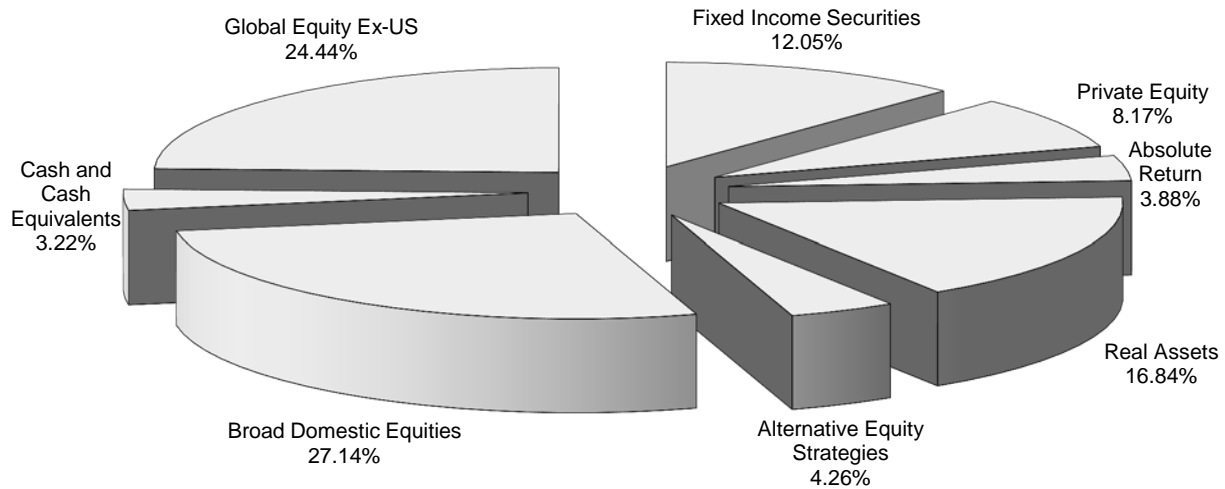 Global Equity Ex-US
24.44%
Fixed Income Securities
12.05%
Private Equity
8.17%
Absolute
Return
3.88%
Cash and
Cash
Equivalents
3.22%
Real Assets
16.84%
Broad Domestic Equities
27.14%
Alternative Equity
Strategies
4.26%